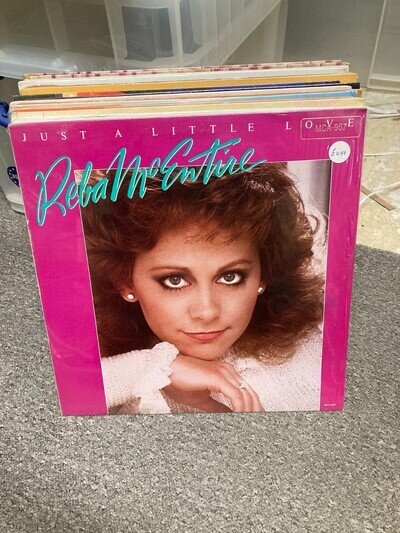 JUST A LITTLE LOVE
MCA-957
Reba McEntire
£2.99